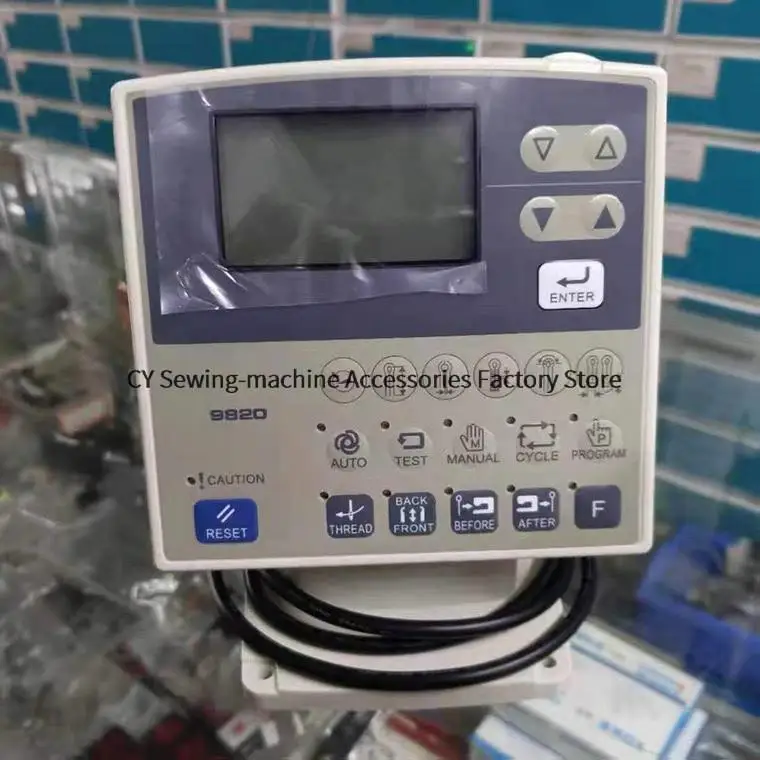 ENTER
CY Sewing-machine Accessories Factory Store
9820
AUTO
TEST
M
MANUAL
CYCLE
P
PROGRAM
! CAUTION
RESET
THREAD
BACK
FRONT
BEFORE
AFTER
F